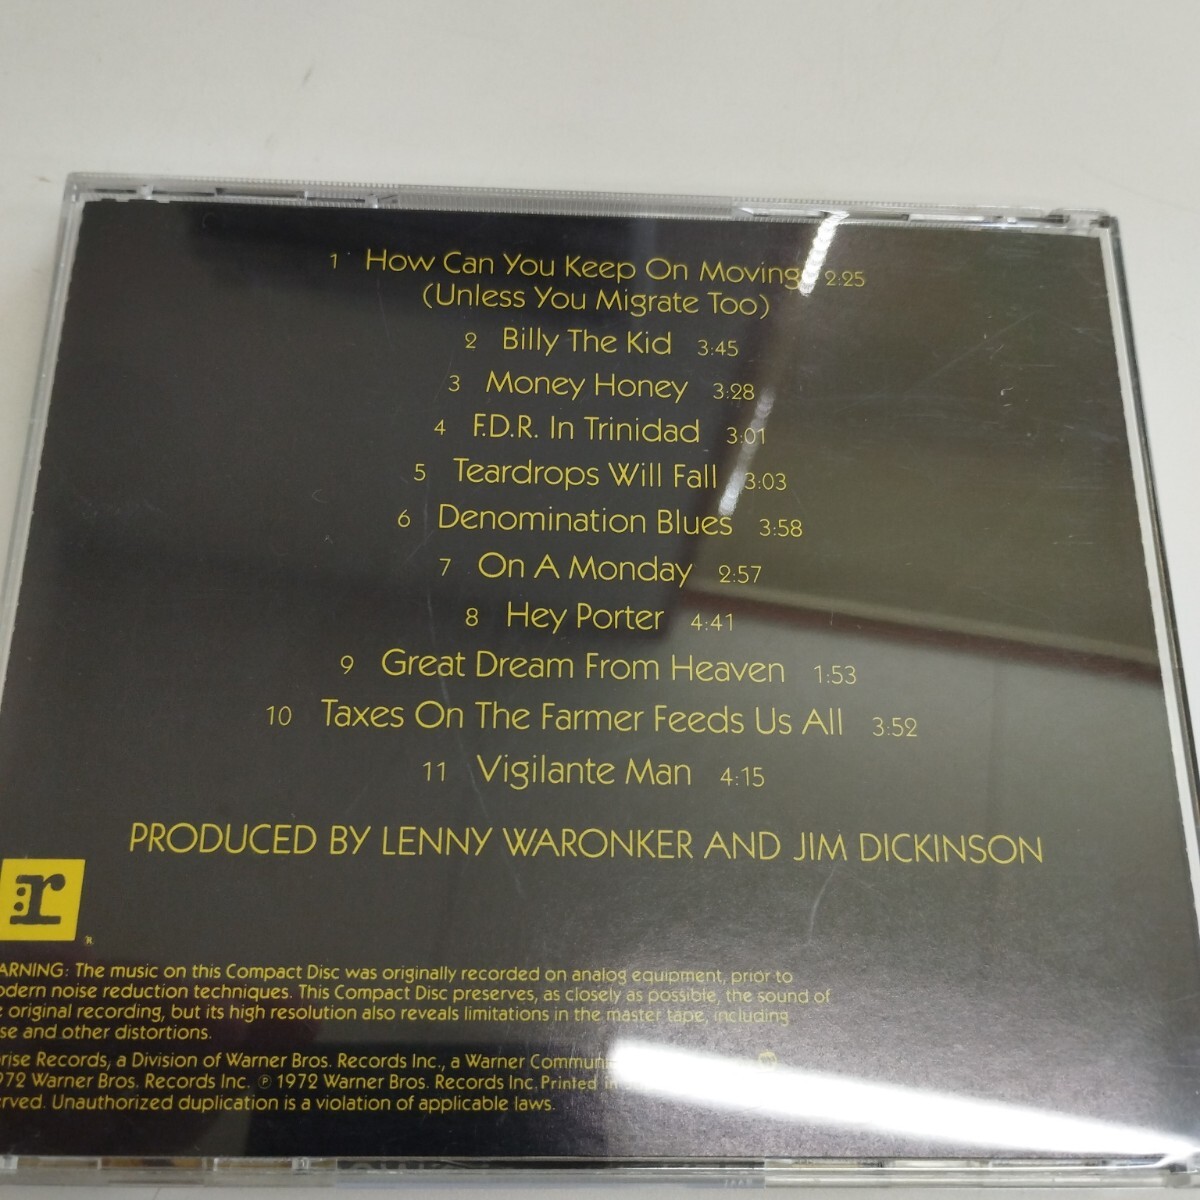 1 How Can You Keep On Moving 2:25
(Unless You Migrate Too)
2 Billy The Kid 3:45
3 Money Honey 3:28
4 F.D.R. In Trinidad 3:01
5 Teardrops Will Fall 3:03
6 Denomination Blues 3:58
7 On A Monday 2:57
8 Hey Porter 4:41
9 Great Dream From Heaven 1:53
10 Taxes On The Farmer Feeds Us All 3:52
11 Vigilante Man 4:15
PRODUCED BY LENNY WARONKER AND JIM DICKINSON
:r
ARNING: The music on this Compact Disc was originally recorded on analog equipment, prior to
odern noise reduction techniques. This Compact Disc preserves, as closely as possible, the sound of
e original recording, but its high resolution also reveals limitations in the master tape, including
se and other distortions.
rise Records, a Division of Warner Bros. Records Inc., a Warner Commun
972 Warner Bros. Records Inc. ℗ 1972 Warner Bros. Records Inc. Printed in
rved. Unauthorized duplication is a violation of applicable laws.